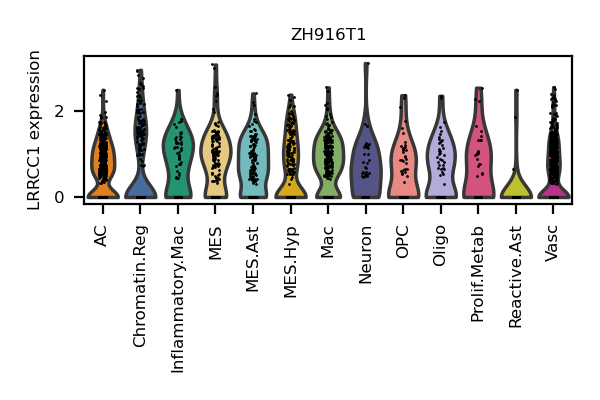 ZH916T1
LRRCC1 expression
2
0
AC
Chromatin.Reg
Inflammatory.Mac
MES
MES.Ast
MES.Hyp
Mac
Neuron
OPC
Oligo
Prolif.Metab
Reactive.Ast
Vasc